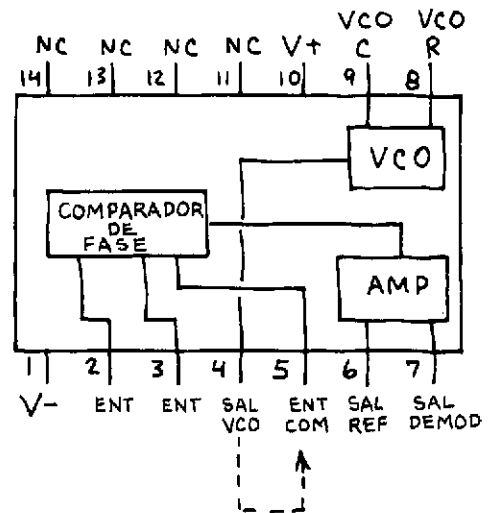 VCO VCO
NC NC NC NC V+ C R
14 13 12 11 10 9 8
VCO
COMPARADOR
DE
FASE
AMP
1 2 3 4 5 6 7
V- ENT ENT SAL ENT SAL SAL
VCO COM REF DEMOD